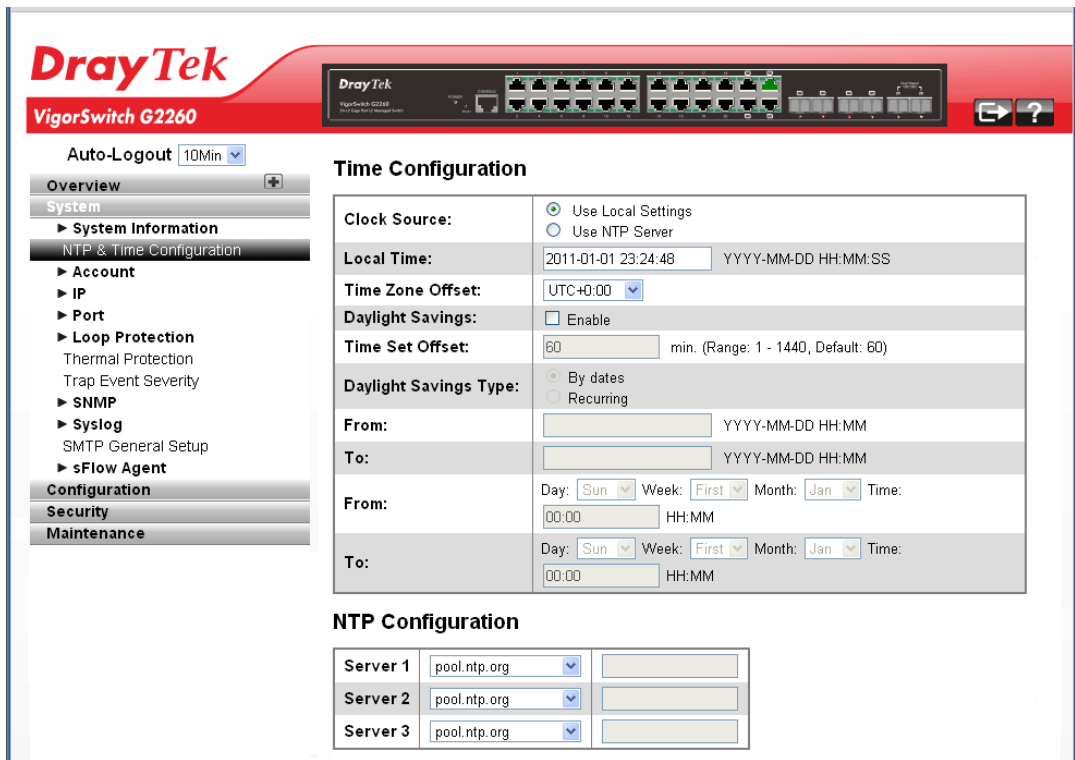 DrayTek
VigorSwitch G2260
DrayTek
VigorSwitch G2260
CONSOLE
POWER
?
Auto-Logout 10Min
Overview
System
System Information
NTP & Time Configuration
Account
IP
Port
Loop Protection
Thermal Protection
Trap Event Severity
SNMP
Syslog
SMTP General Setup
sFlow Agent
Configuration
Security
Maintenance
Time Configuration
Clock Source: Use Local Settings
Use NTP Server
Local Time: 2011-01-01 23:24:48 YYYY-MM-DD HH:MM:SS
Time Zone Offset: UTC+0:00
Daylight Savings: Enable
Time Set Offset: 60 min. (Range: 1 - 1440, Default: 60)
Daylight Savings Type: By dates
Recurring
From: YYYY-MM-DD HH:MM
To: YYYY-MM-DD HH:MM
From: Day: Sun Week: First Month: Jan Time:
00:00 HH:MM
To: Day: Sun Week: First Month: Jan Time:
00:00 HH:MM
NTP Configuration
Server 1 pool.ntp.org
Server 2 pool.ntp.org
Server 3 pool.ntp.org